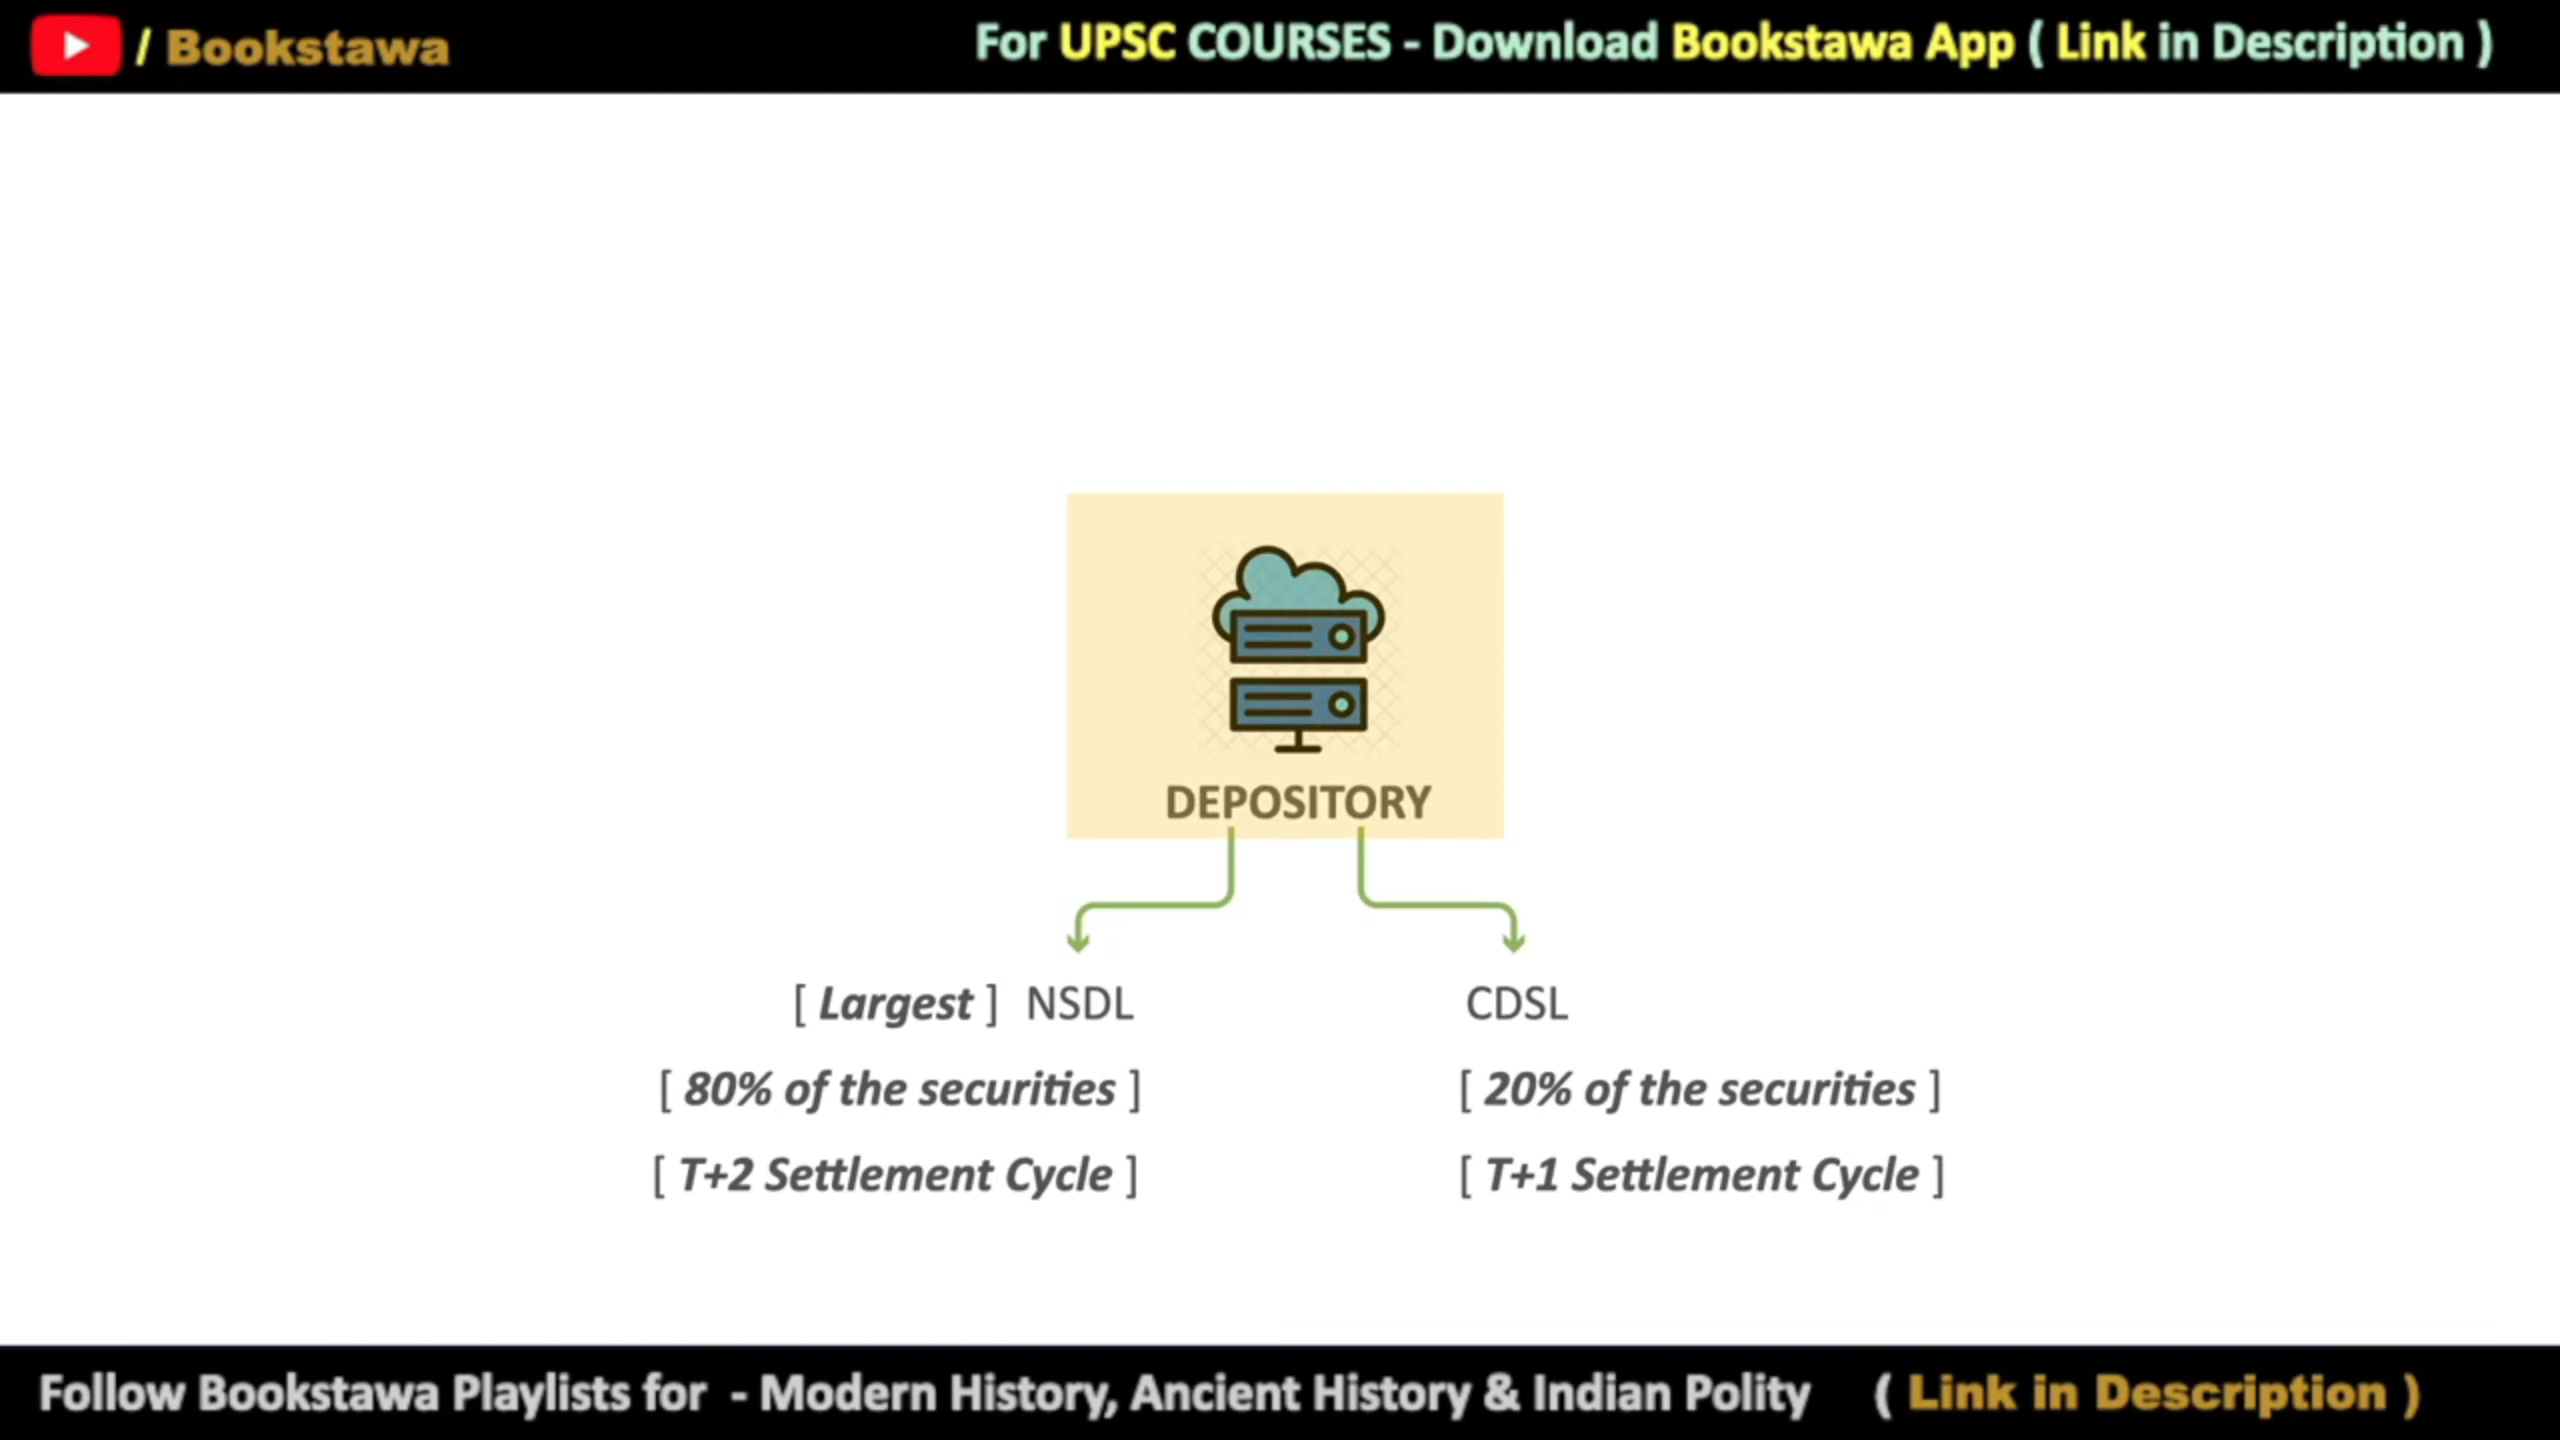 / Bookstawa
For UPSC COURSES - Download Bookstawa App ( Link in Description )
DEPOSITORY
[ Largest ] NSDL
CDSL
[ 80% of the securities ]
[ 20% of the securities ]
[ T+2 Settlement Cycle ]
[ T+1 Settlement Cycle ]
Follow Bookstawa Playlists for - Modern History, Ancient History & Indian Polity ( Link in Description )